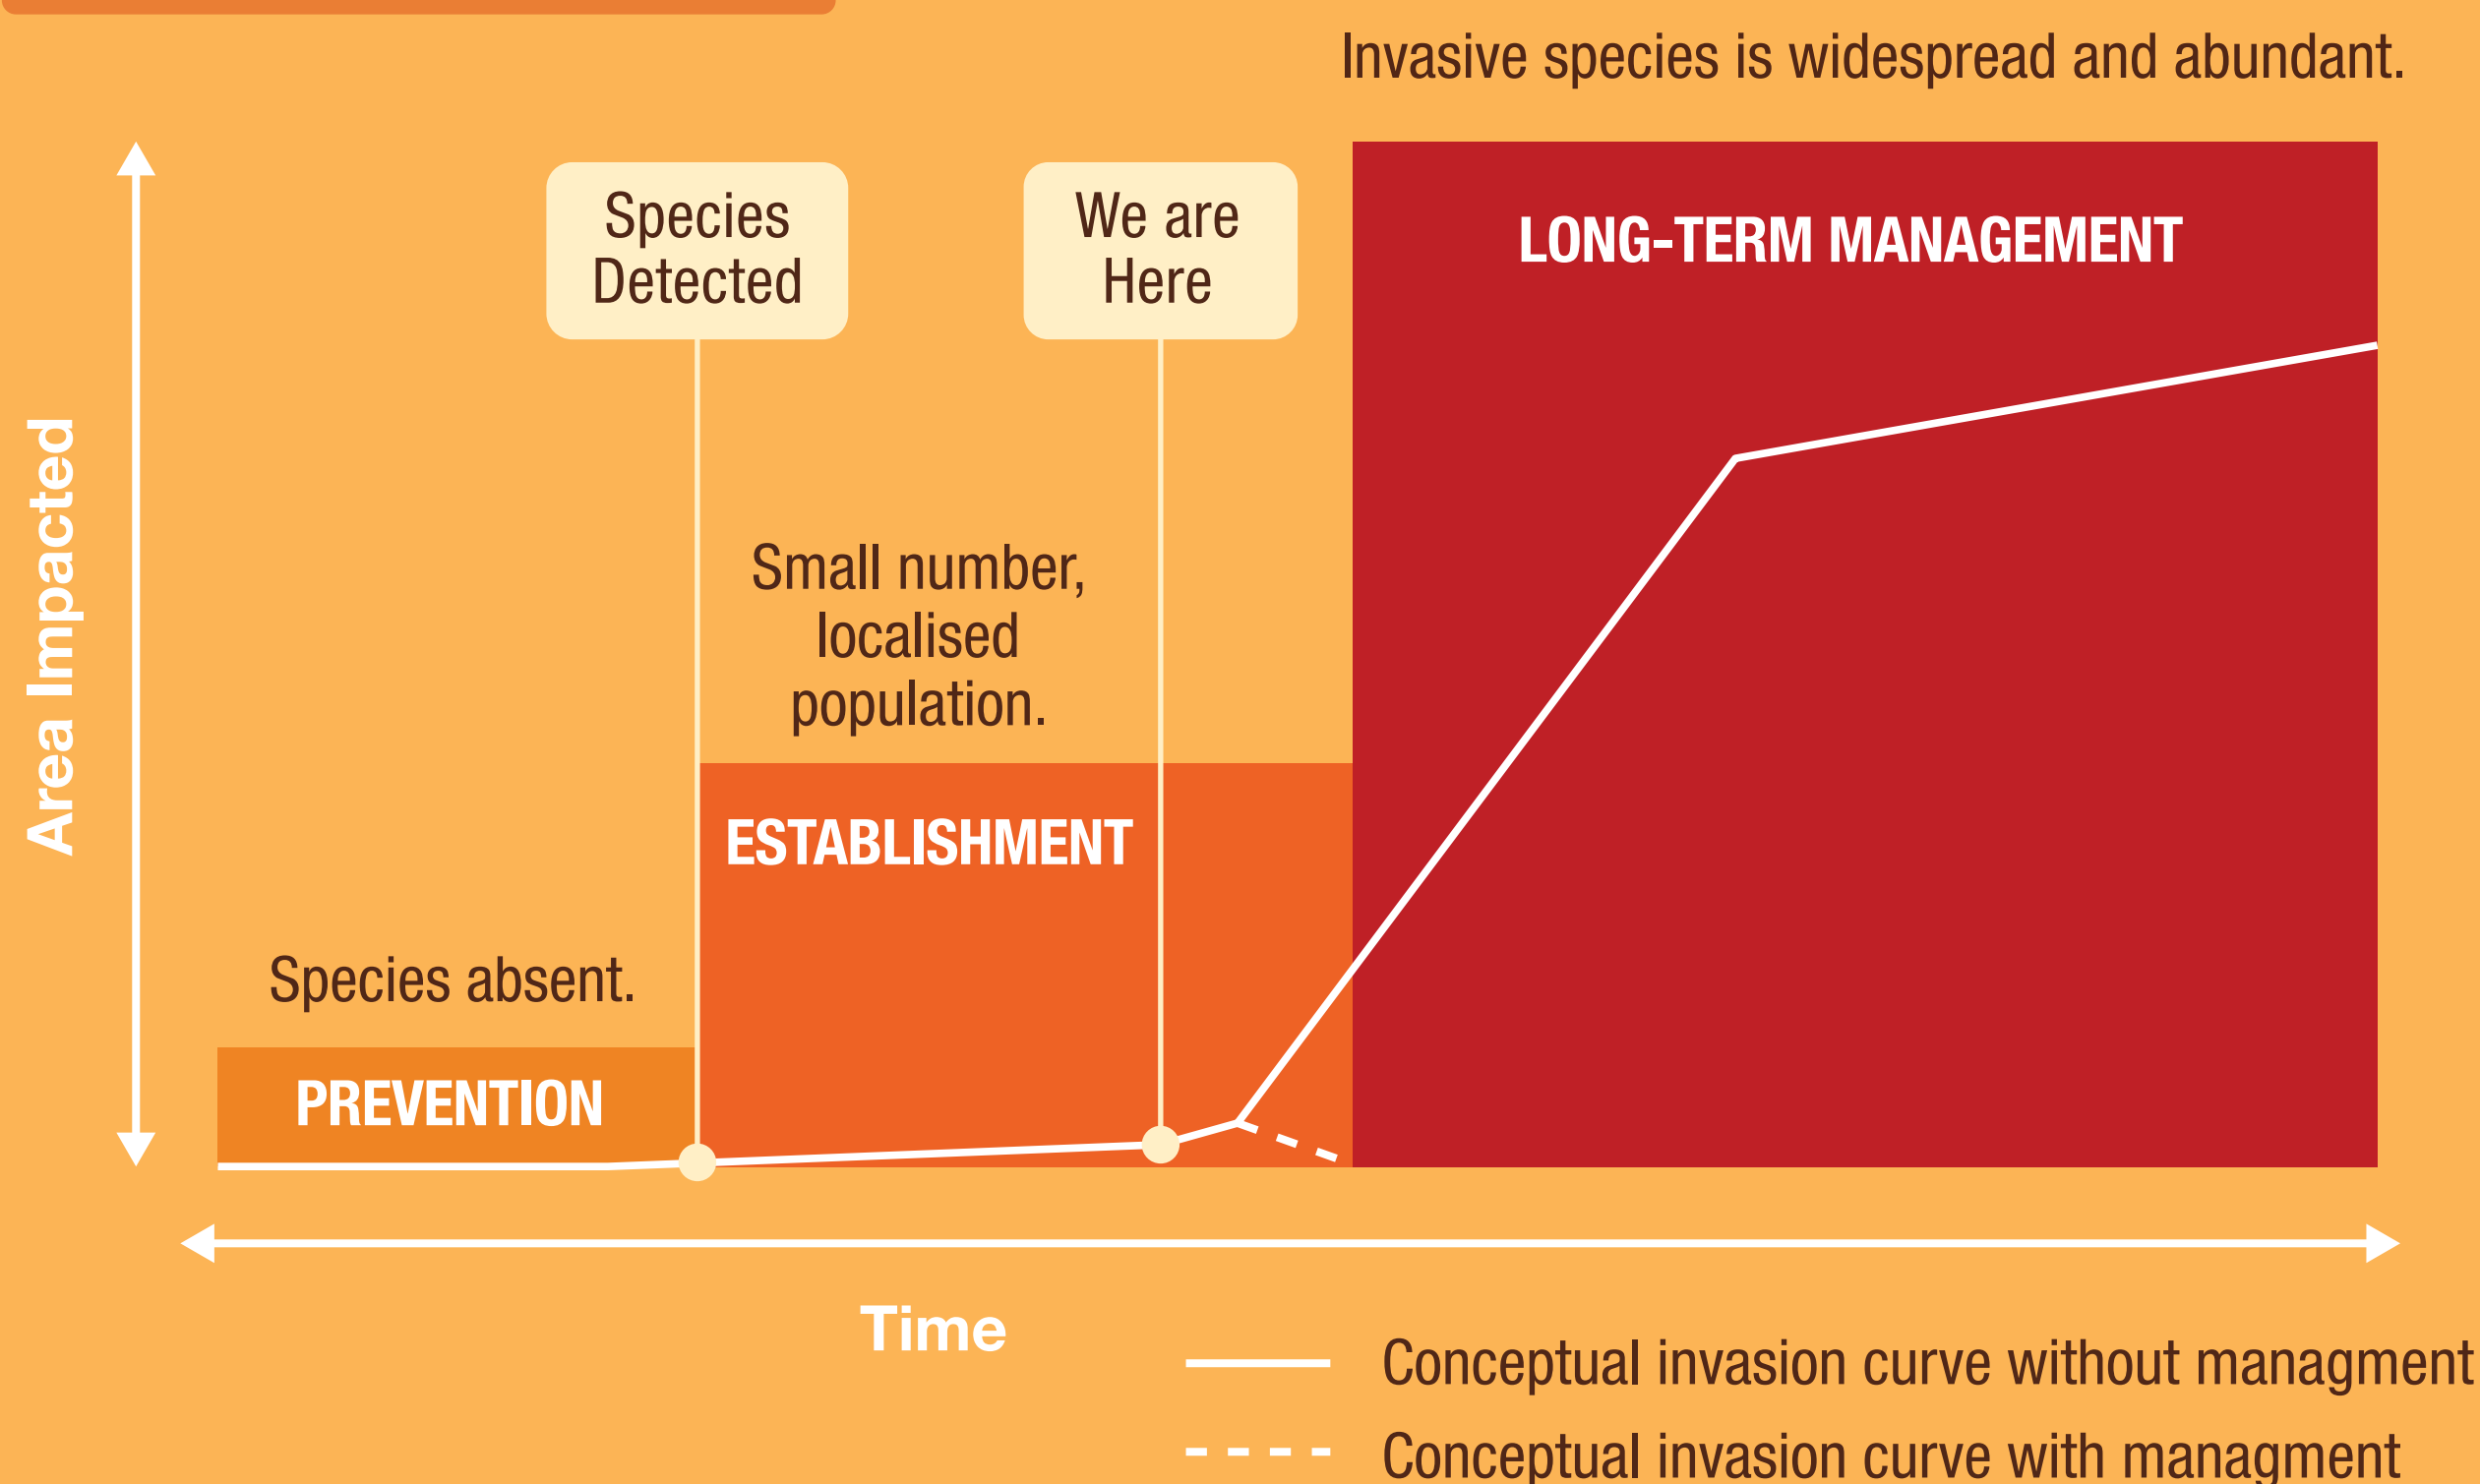 Invasive species is widespread and abundant.
Species
Detected
We are
Here
LONG-TERM MANAGEMENT
Area Impacted
Small number,
localised
population.
ESTABLISHMENT
Species absent.
PREVENTION
Time
Conceptual invasion curve without managment
Conceptual invasion curve with managment